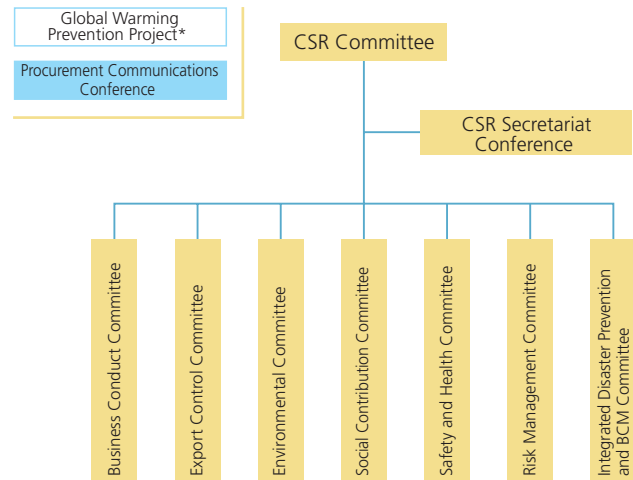 Global Warming
Prevention Project*
Procurement Communications
Conference
CSR Committee
CSR Secretariat
Conference
Business Conduct Committee
Export Control Committee
Environmental Committee
Social Contribution Committee
Safety and Health Committee
Risk Management Committee
Integrated Disaster Prevention
and BCM Committee